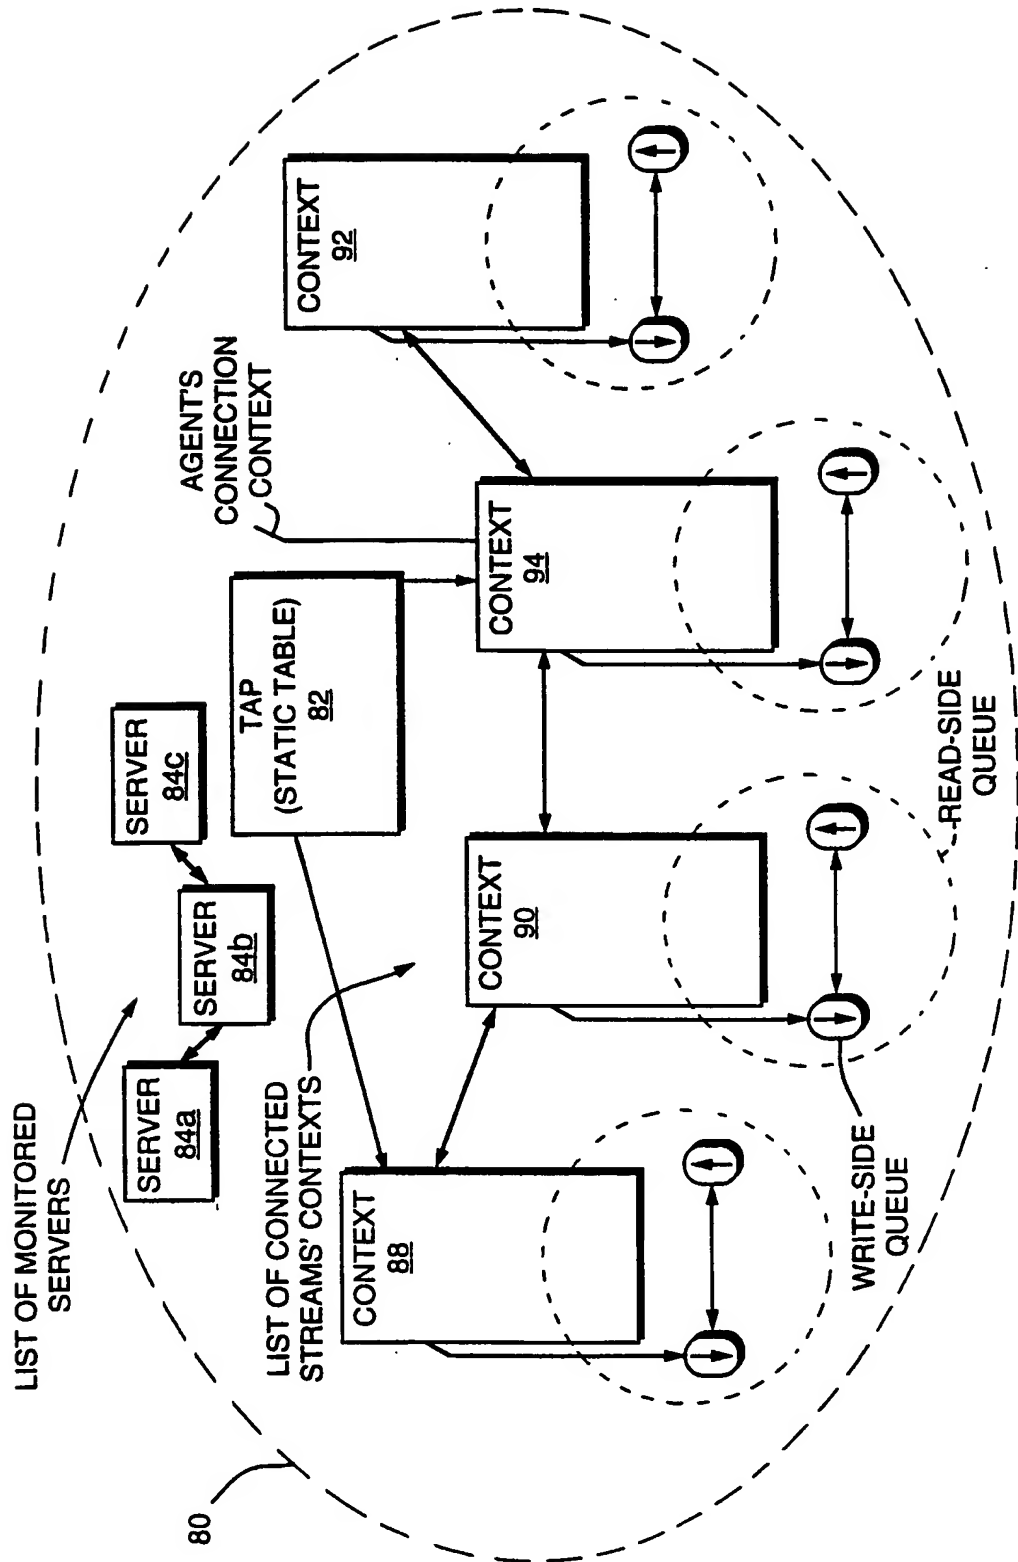 LIST OF MONITORED
SERVERS
SERVER
84a
SERVER
84b
SERVER
84c
TAP
(STATIC TABLE)
82
AGENT'S
CONNECTION
CONTEXT
LIST OF CONNECTED
STREAMS' CONTEXTS
CONTEXT
88
CONTEXT
90
CONTEXT
94
CONTEXT
92
WRITE-SIDE
QUEUE
READ-SIDE
QUEUE
80